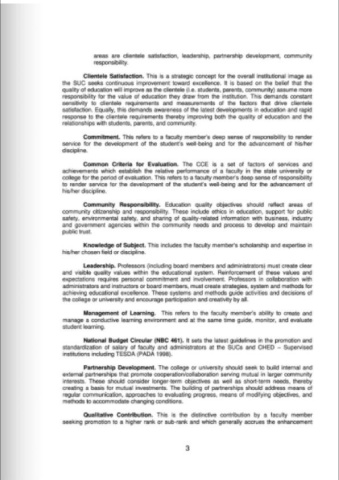 areas are clientele satisfaction, leadership, partnership development, community
responsibility.
Clientele Satisfaction. This is a strategic concept for the overall institutional image as
the SUC seeks continuous improvement toward excellence. It is based on the belief that the
quality of education will improve as the clientele (i.e. students, parents, community) assume more
responsibility for the value of education they draw from the institution. This demands constant
sensitivity to clientele requirements and measurements of the factors that drive clientele
satisfaction. Equally, this demands awareness of the latest developments in education and rapid
response to the clientele requirements thereby improving both the quality of education and the
relationships with students, parents, and community.
Commitment. This refers to a faculty member's deep sense of responsibility to render
service for the development of the student's well-being and for the advancement of his/her
discipline.
Common Criteria for Evaluation. The CCE is a set of factors of services and
achievements which establish the relative performance of a faculty in the state university or
college for the period of evaluation. This refers to a faculty member's deep sense of responsibility
to render service for the development of the student's well-being and for the advancement of
his/her discipline.
Community Responsibility. Education quality objectives should reflect areas of
community citizenship and responsibility. These include ethics in education, support for public
safety, environmental safety, and sharing of quality-related information with business, industry
and government agencies within the community needs and process to develop and maintain
public trust.
Knowledge of Subject. This includes the faculty member's scholarship and expertise in
his/her chosen field or discipline.
Leadership. Professors (including board members and administrators) must create clear
and visible quality values within the educational system. Reinforcement of these values and
expectations requires personal commitment and involvement. Professors in collaboration with
administrators and instructors or board members, must create strategies, system and methods for
achieving educational excellence. These systems and methods guide activities and decisions of
the college or university and encourage participation and creativity by all.
Management of Learning. This refers to the faculty member's ability to create and
manage a conducive learning environment and at the same time guide, monitor, and evaluate
student learning.
National Budget Circular (NBC 461). It sets the latest guidelines in the promotion and
standardization of salary of faculty and administrators at the SUCs and CHED – Supervised
institutions including TESDA (PADA 1998).
Partnership Development. The college or university should seek to build internal and
external partnerships that promote cooperation/collaboration serving mutual in larger community
interests. These should consider longer-term objectives as well as short-term needs, thereby
creating a basis for mutual investments. The building of partnerships should address means of
regular communication, approaches to evaluating progress, means of modifying objectives, and
methods to accommodate changing conditions.
Qualitative Contribution. This is the distinctive contribution by a faculty member
seeking promotion to a higher rank or sub-rank and which generally accrues the enhancement
3